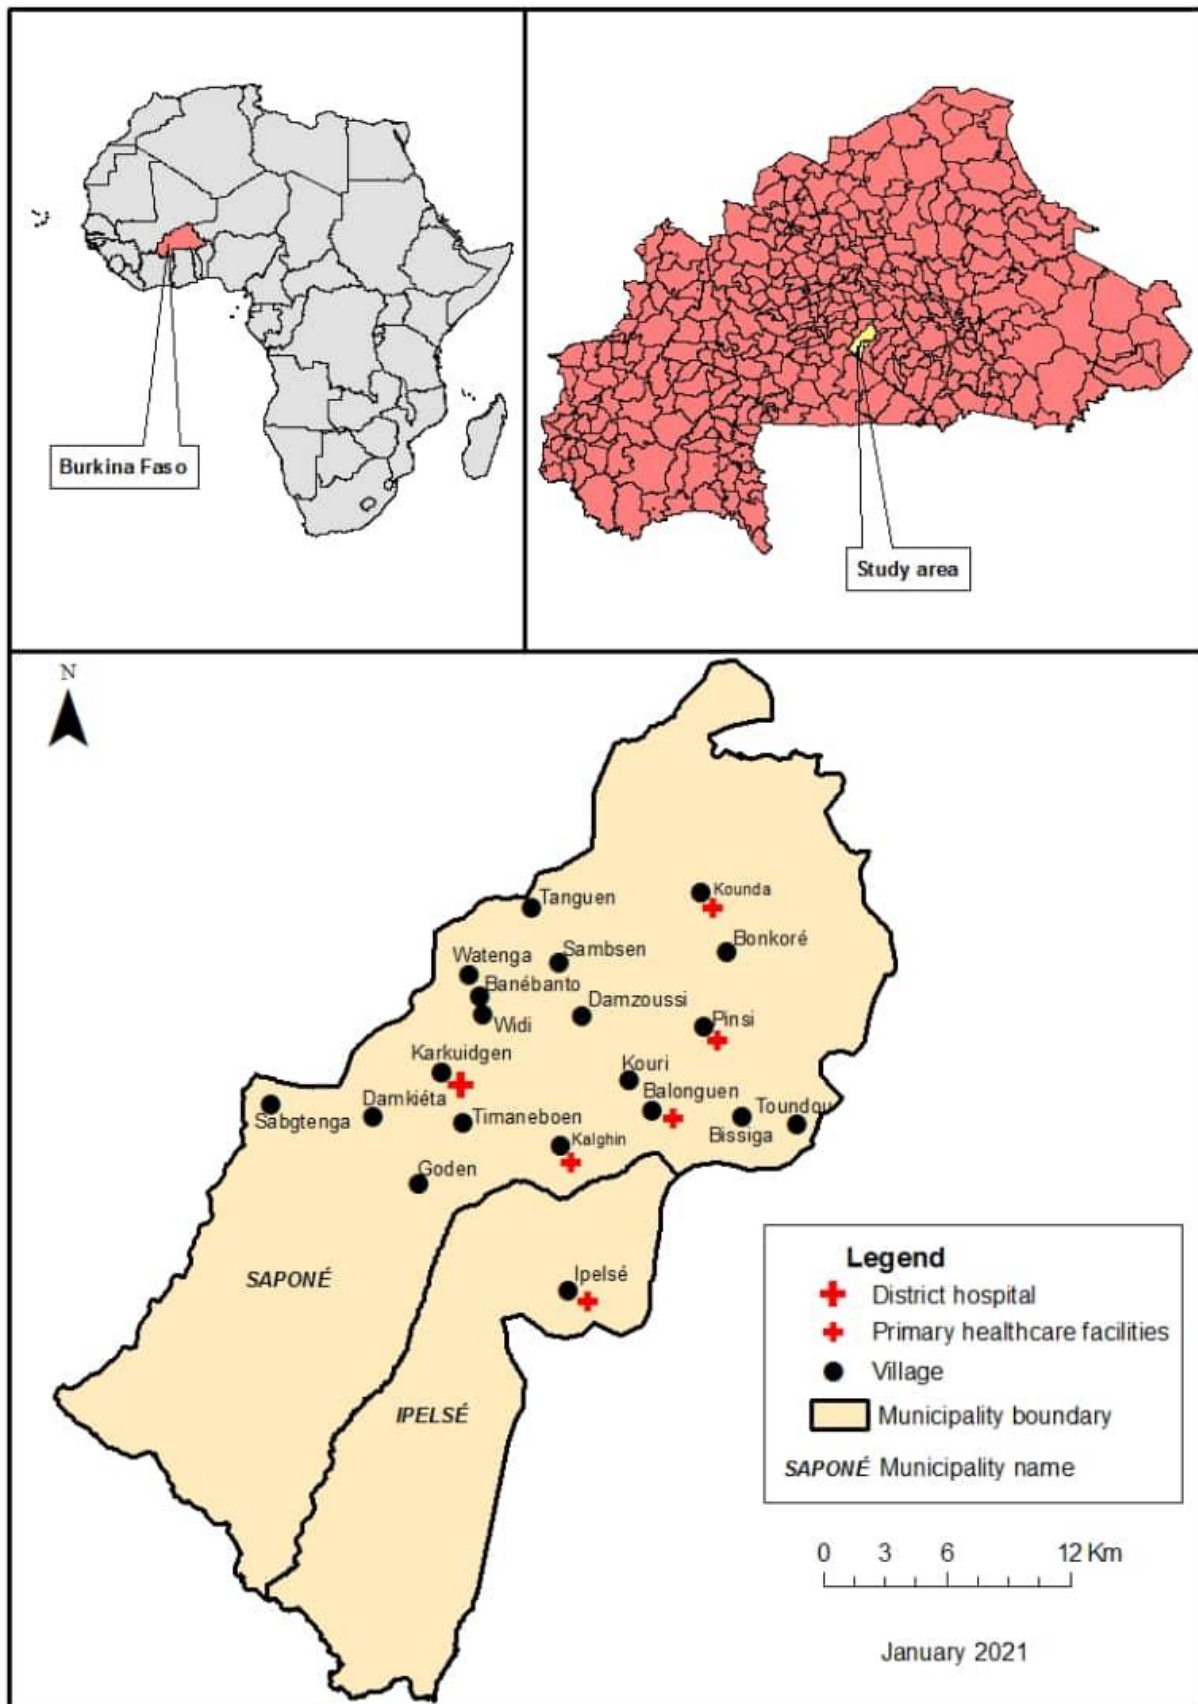 Burkina Faso
Study area
N
Tanguen
Kounda
Bonkoré
Sambsen
Watenga
Banébanto
Damzoussi
Widi
Pinsi
Karkuidgen
Kouri
Balonguen
Damkiéta
Sabgtenga
Timaneboen
Toundou
Bissiga
Kalghin
Goden
SAPONÉ
Ipelsé
IPELSÉ
Legend
District hospital
Primary healthcare facilities
Village
Municipality boundary
SAPONÉ Municipality name
0 3 6 12 Km
January 2021